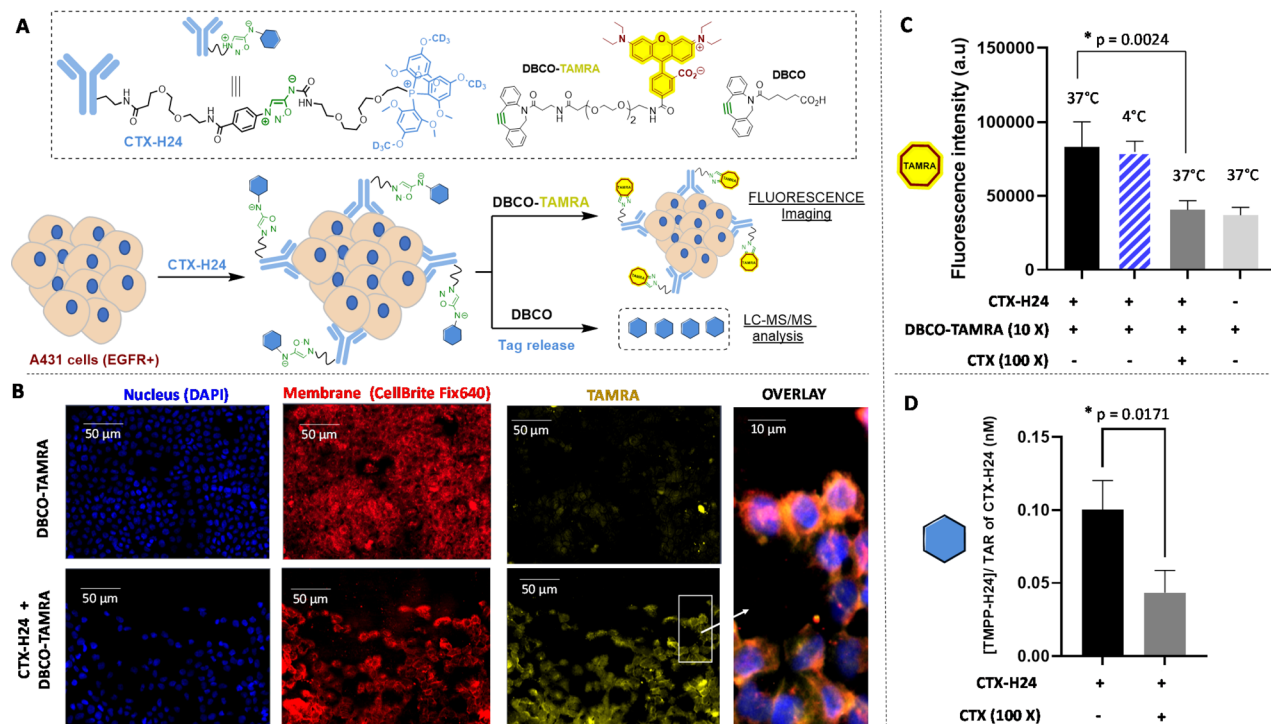 A
DBCO-TAMRA
DBCO
CTX-H24
A431 cells (EGFR+)
CTX-H24
DBCO-TAMRA
FLUORESCENCE
Imaging
DBCO
Tag release
LC-MS/MS
analysis
B
Nucleus (DAPI)
Membrane (CellBrite Fix640)
TAMRA
OVERLAY
DBCO-TAMRA
50 µm
50 µm
50 µm
10 µm
CTX-H24 +
DBCO-TAMRA
50 µm
50 µm
50 µm
C
TAMRA
Fluorescence intensity (a.u)
150000
100000
50000
0
* p = 0.0024
37°C
4°C
37°C
37°C
CTX-H24 + + + -
DBCO-TAMRA (10 X) + + + +
CTX (100 X) - - + -
D
[TMPP-H24]/ TAR of CTX-H24 (nM)
0.15
0.10
0.05
0.00
* p = 0.0171
CTX-H24 + +
CTX (100 X) - +